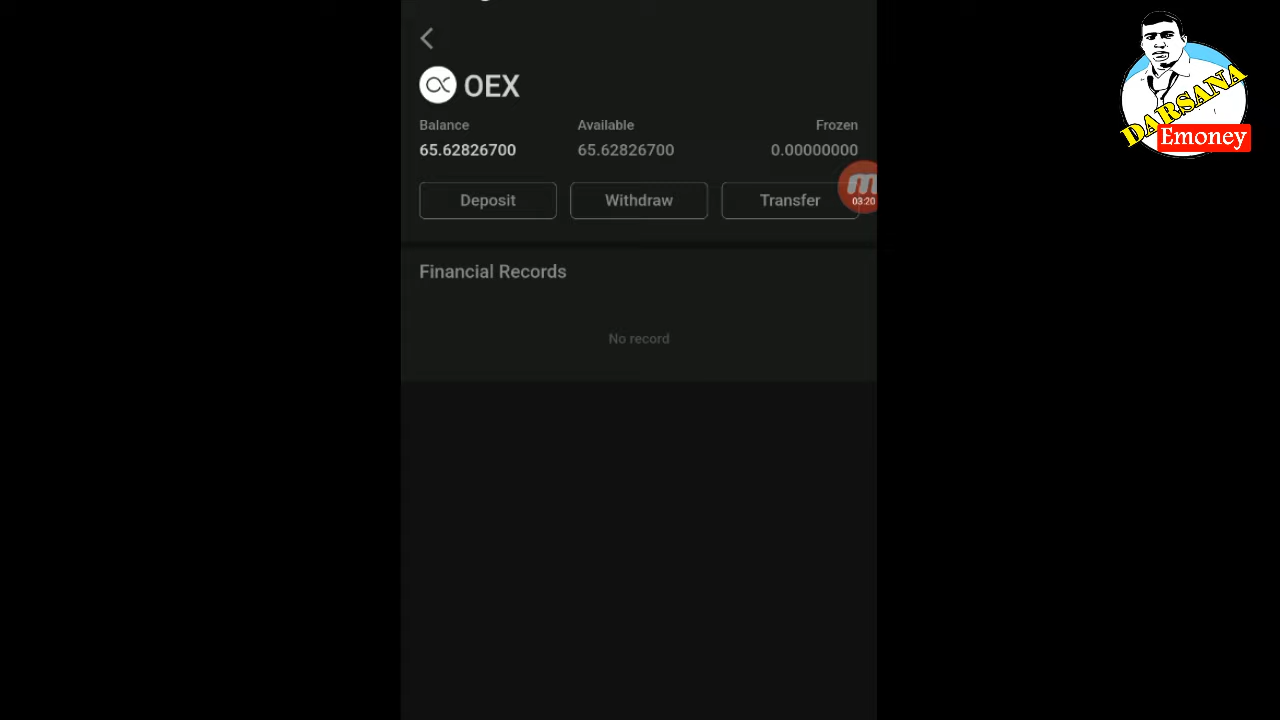 OEX
Balance Available Frozen
65.62826700 65.62826700 0.00000000
Deposit Withdraw Transfer
03:20
Financial Records
No record
DARSANA
Emoney